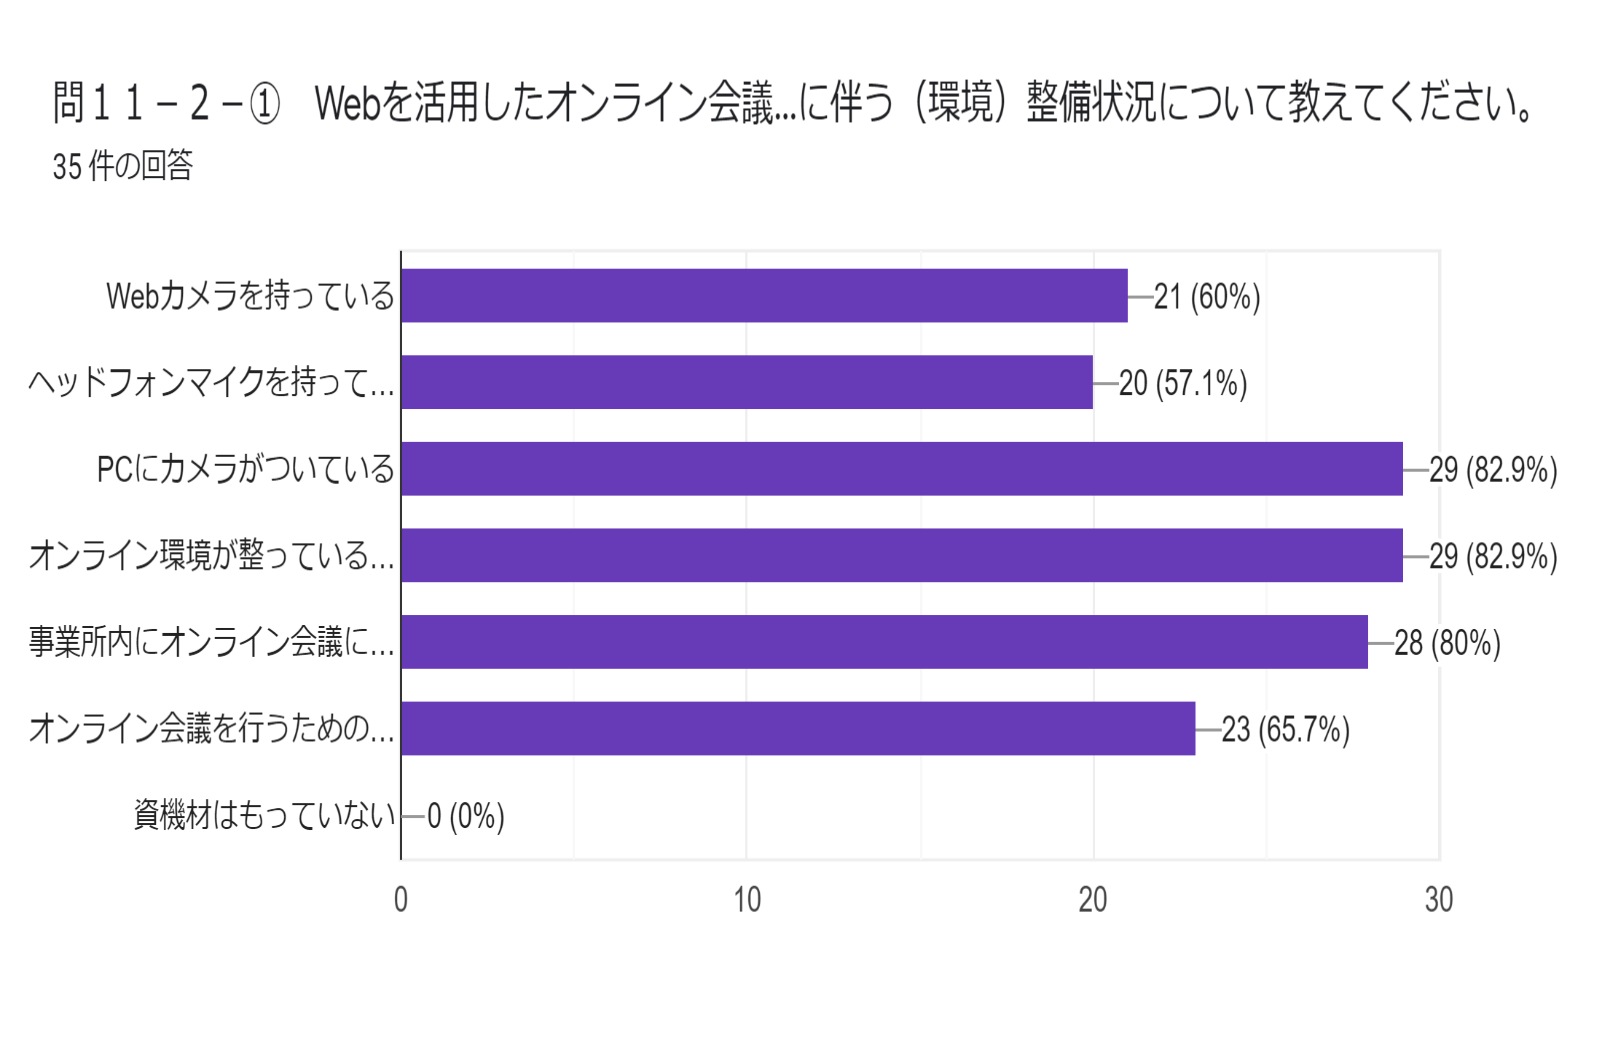 問１１－２－① Webを活用したオンライン会議...に伴う（環境）整備状況について教えてください。
35 件の回答
Webカメラを持っている 21 (60%)
ヘッドフォンマイクを持って… 20 (57.1%)
PCにカメラがついている 29 (82.9%)
オンライン環境が整っている… 29 (82.9%)
事業所内にオンライン会議に… 28 (80%)
オンライン会議を行うための… 23 (65.7%)
資機材はもっていない 0 (0%)
0 10 20 30